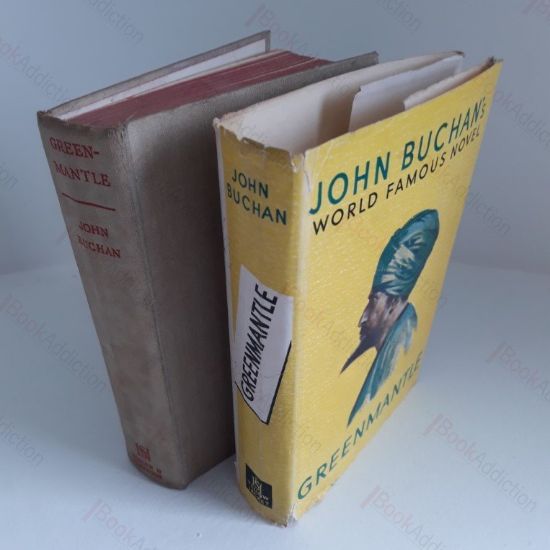 GREEN-
MANTLE
JOHN
BUCHAN
JOHN
BUCHAN
GREENMANTLE
JOHN BUCHAN'S
WORLD FAMOUS NOVEL
GREENMANTLE
BookAddiction